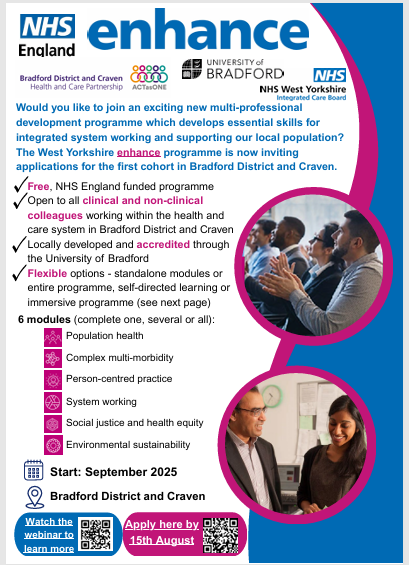 NHS
England
enhance
Bradford District and Craven
Health and Care Partnership
ACTasONE
UNIVERSITY OF
BRADFORD
NHS
NHS West Yorkshire
Integrated Care Board
Would you like to join an exciting new multi-professional
development programme which develops essential skills for
integrated system working and supporting our local population?
The West Yorkshire enhance programme is now inviting
applications for the first cohort in Bradford District and Craven.
Free, NHS England funded programme
Open to all clinical and non-clinical
colleagues working within the health and
care system in Bradford District and Craven
Locally developed and accredited through
the University of Bradford
Flexible options - standalone modules or
entire programme, self-directed learning or
immersive programme (see next page)
6 modules (complete one, several or all):
Population health
Complex multi-morbidity
Person-centred practice
System working
Social justice and health equity
Environmental sustainability
Start: September 2025
Bradford District and Craven
Watch the
webinar to
learn more
Apply here by
15th August